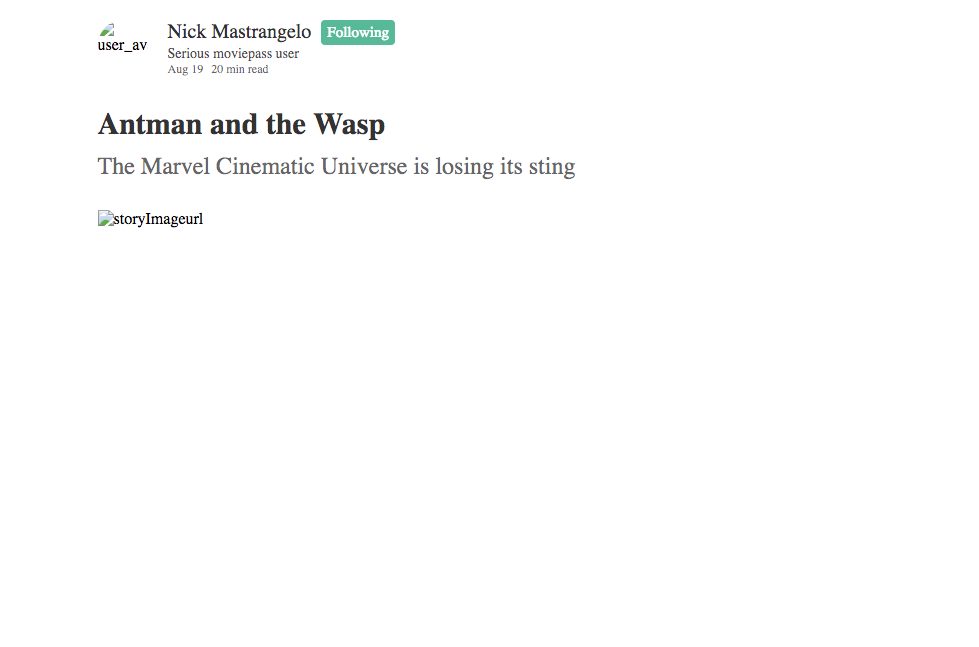 Nick Mastrangelo Following
user_av
Serious moviepass user
Aug 19 20 min read
Antman and the Wasp
The Marvel Cinematic Universe is losing its sting
storyImageurl